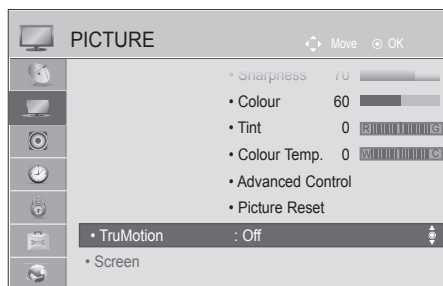 PICTURE Move OK
• Sharpness 70
• Colour 60
• Tint 0 R G
• Colour Temp. 0 W C
• Advanced Control
• Picture Reset
• TruMotion : Off
• Screen